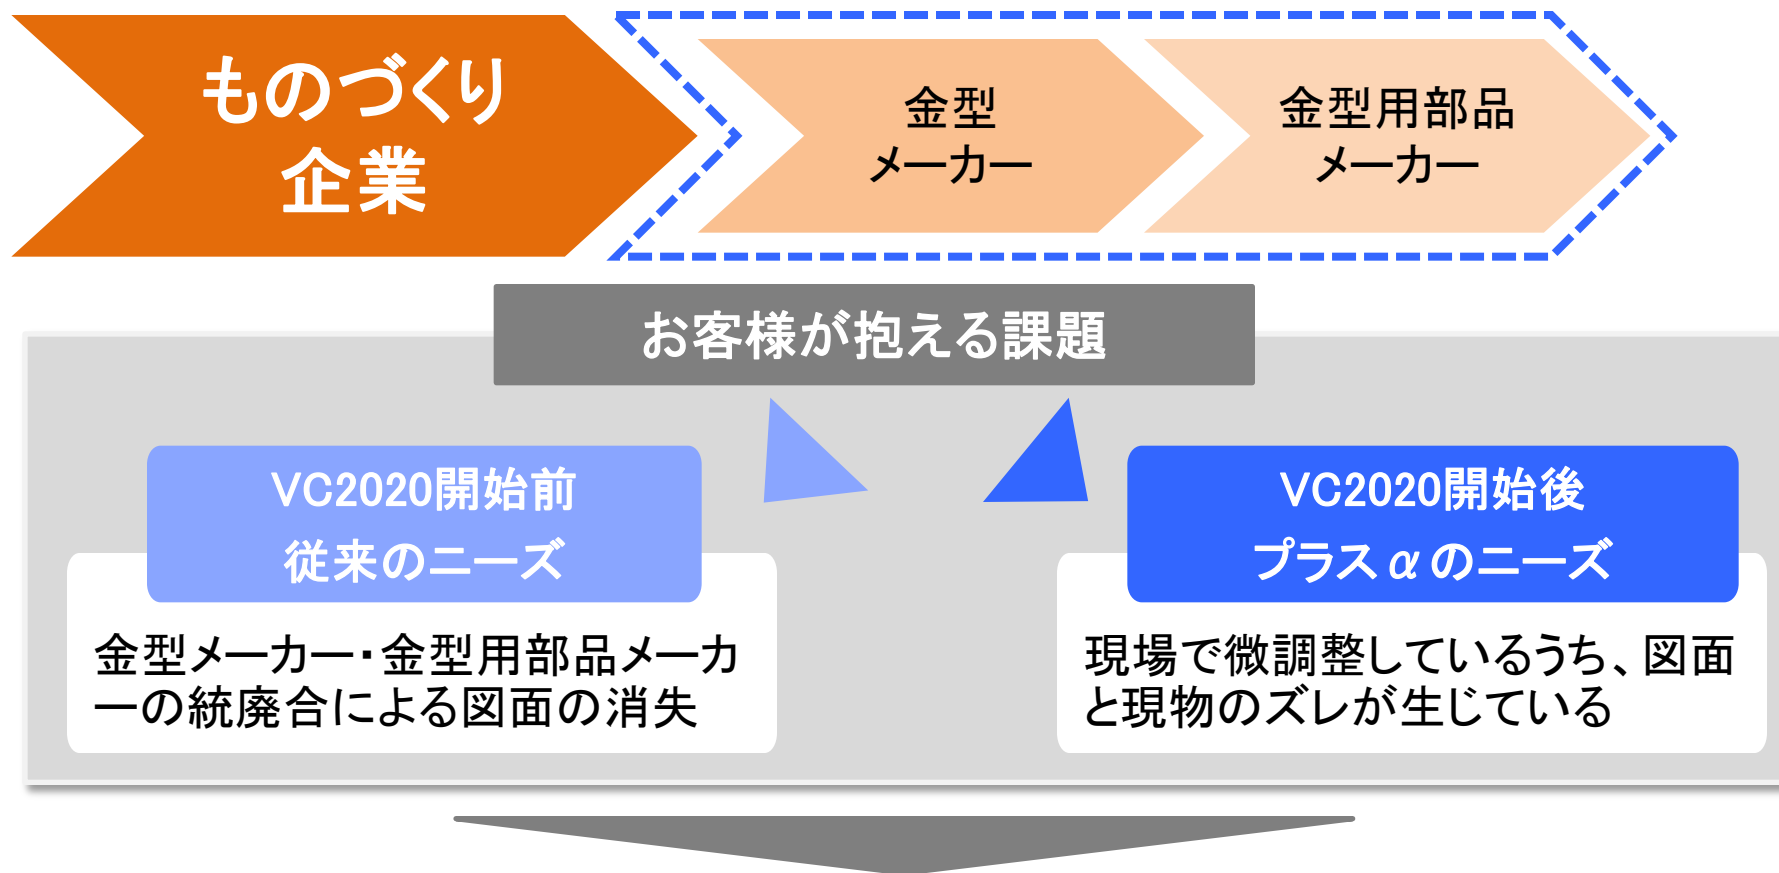 ものづくり
企業
金型
メーカー
金型用部品
メーカー
お客様が抱える課題
VC2020開始前
従来のニーズ
金型メーカー・金型用部品メーカ
ーの統廃合による図面の消失
VC2020開始後
プラスαのニーズ
現場で微調整しているうち、図面
と現物のズレが生じている